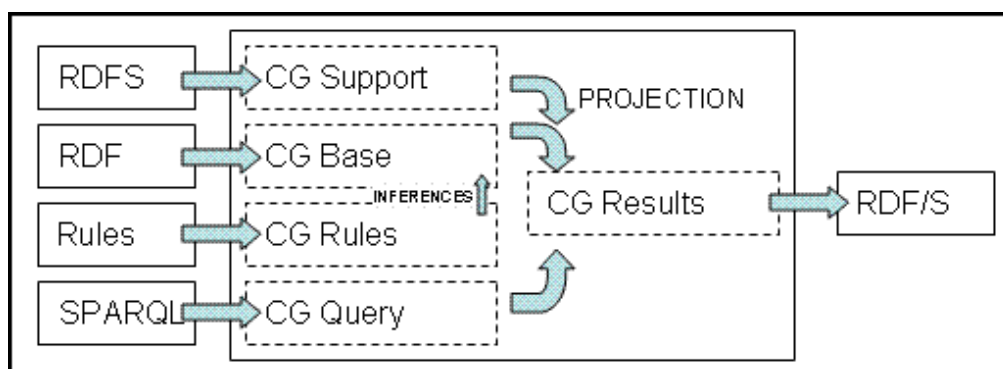 RDFS
CG Support
PROJECTION
RDF
CG Base
INFERENCES
CG Results
RDF/S
Rules
CG Rules
SPARQL
CG Query